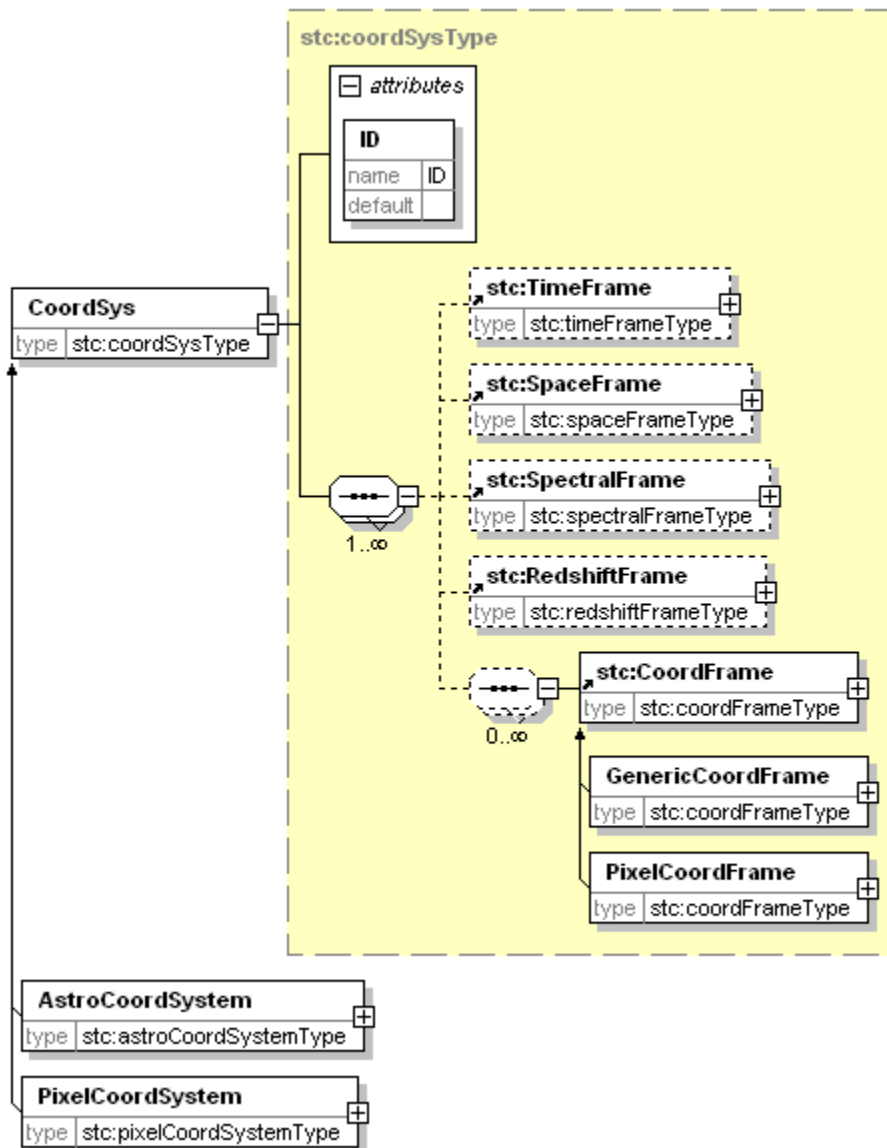 stc:coordSysType
attributes
ID
name ID
default
CoordSys
type stc:coordSysType
stc:TimeFrame
type stc:timeFrameType
stc:SpaceFrame
type stc:spaceFrameType
stc:SpectralFrame
type stc:spectralFrameType
1..∞
stc:RedshiftFrame
type stc:redshiftFrameType
stc:CoordFrame
type stc:coordFrameType
0..∞
GenericCoordFrame
type stc:coordFrameType
PixelCoordFrame
type stc:coordFrameType
AstroCoordSystem
type stc:astroCoordSystemType
PixelCoordSystem
type stc:pixelCoordSystemType